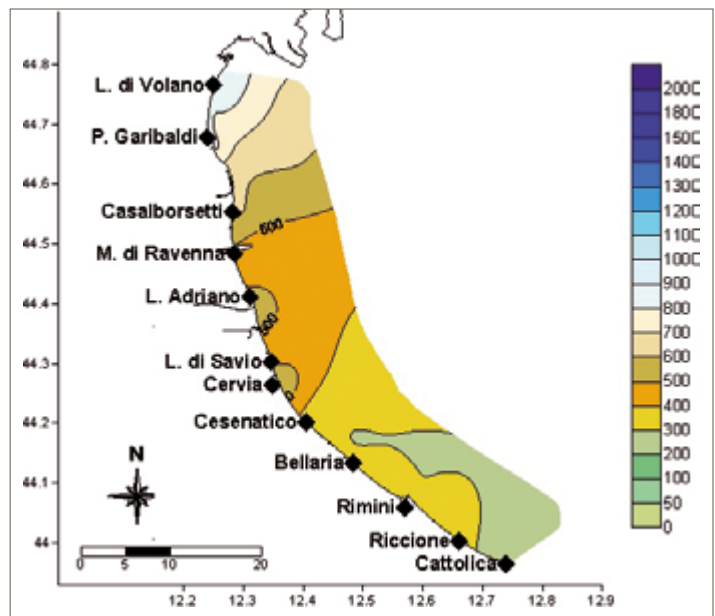 44.8
44.7
44.6
44.5
44.4
44.3
44.2
44.1
44
L. di Volano
P. Garibaldi
Casalborsetti
M. di Ravenna
L. Adriano
L. di Savio
Cervia
Cesenatico
Bellaria
Rimini
Riccione
Cattolica
500
N
0 5 10 20
12.2 12.3 12.4 12.5 12.6 12.7 12.8 12.9
900
800
700
600
500
400
300
200
100
50
0